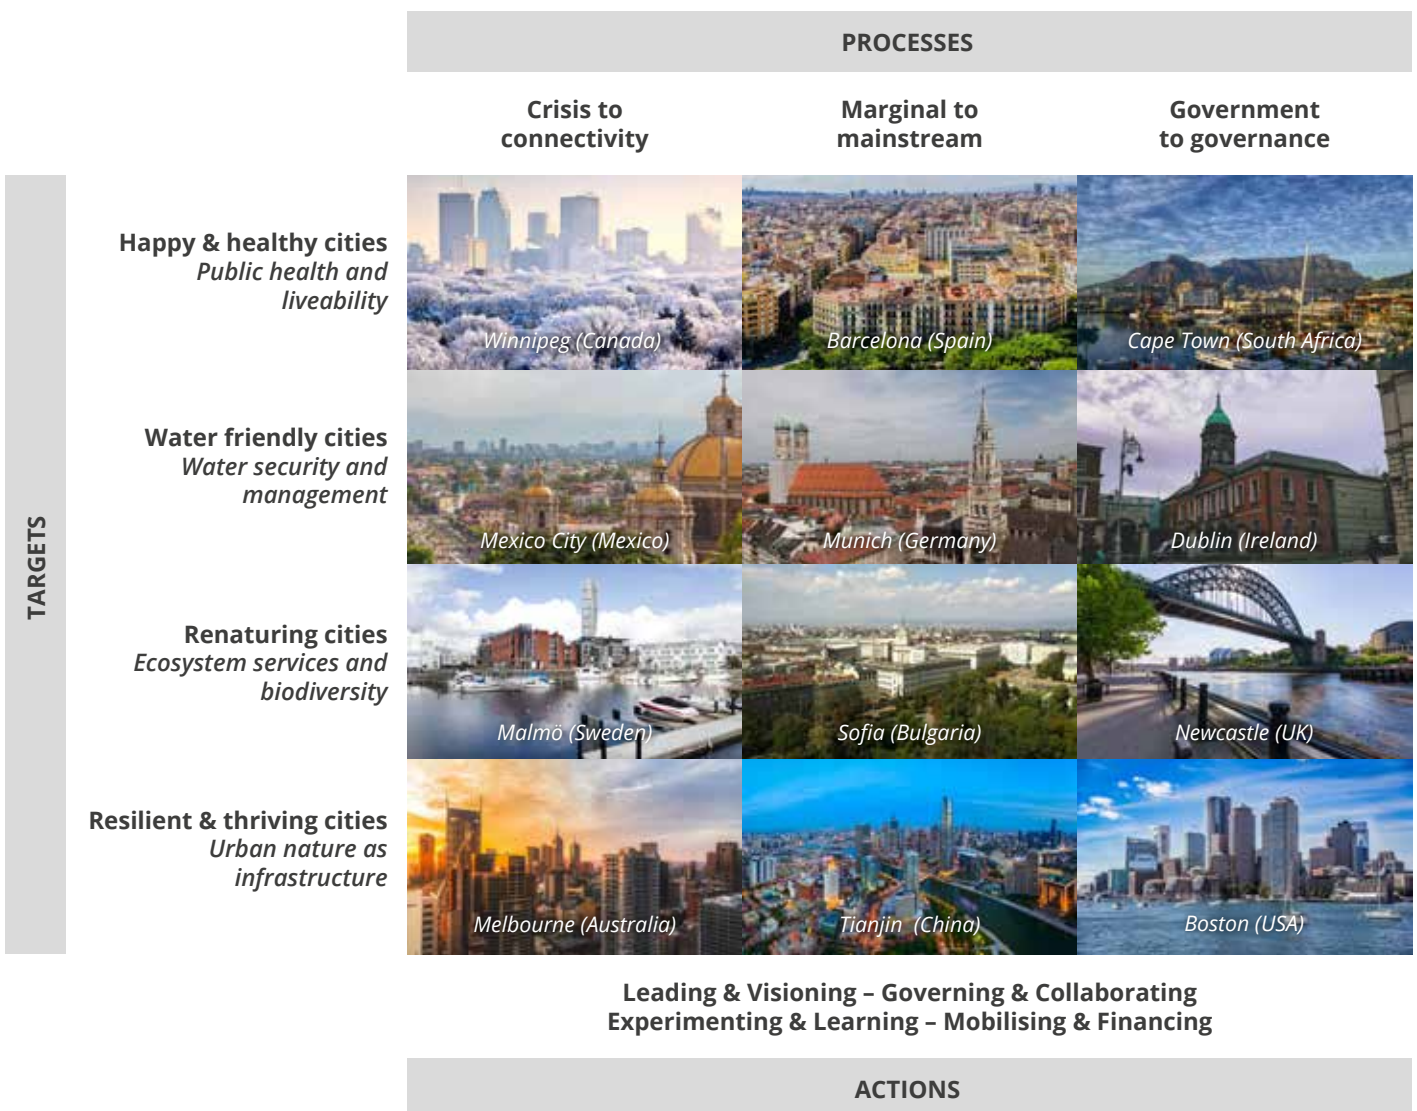 PROCESSES
Crisis to
connectivity
Marginal to
mainstream
Government
to governance
TARGETS
Happy & healthy cities
Public health and
liveability
Winnipeg (Canada)
Barcelona (Spain)
Cape Town (South Africa)
Water friendly cities
Water security and
management
Mexico City (Mexico)
Munich (Germany)
Dublin (Ireland)
Renaturing cities
Ecosystem services and
biodiversity
Malmö (Sweden)
Sofia (Bulgaria)
Newcastle (UK)
Resilient & thriving cities
Urban nature as
infrastructure
Melbourne (Australia)
Tianjin  (China)
Boston (USA)
Leading & Visioning – Governing & Collaborating
Experimenting & Learning – Mobilising & Financing
ACTIONS